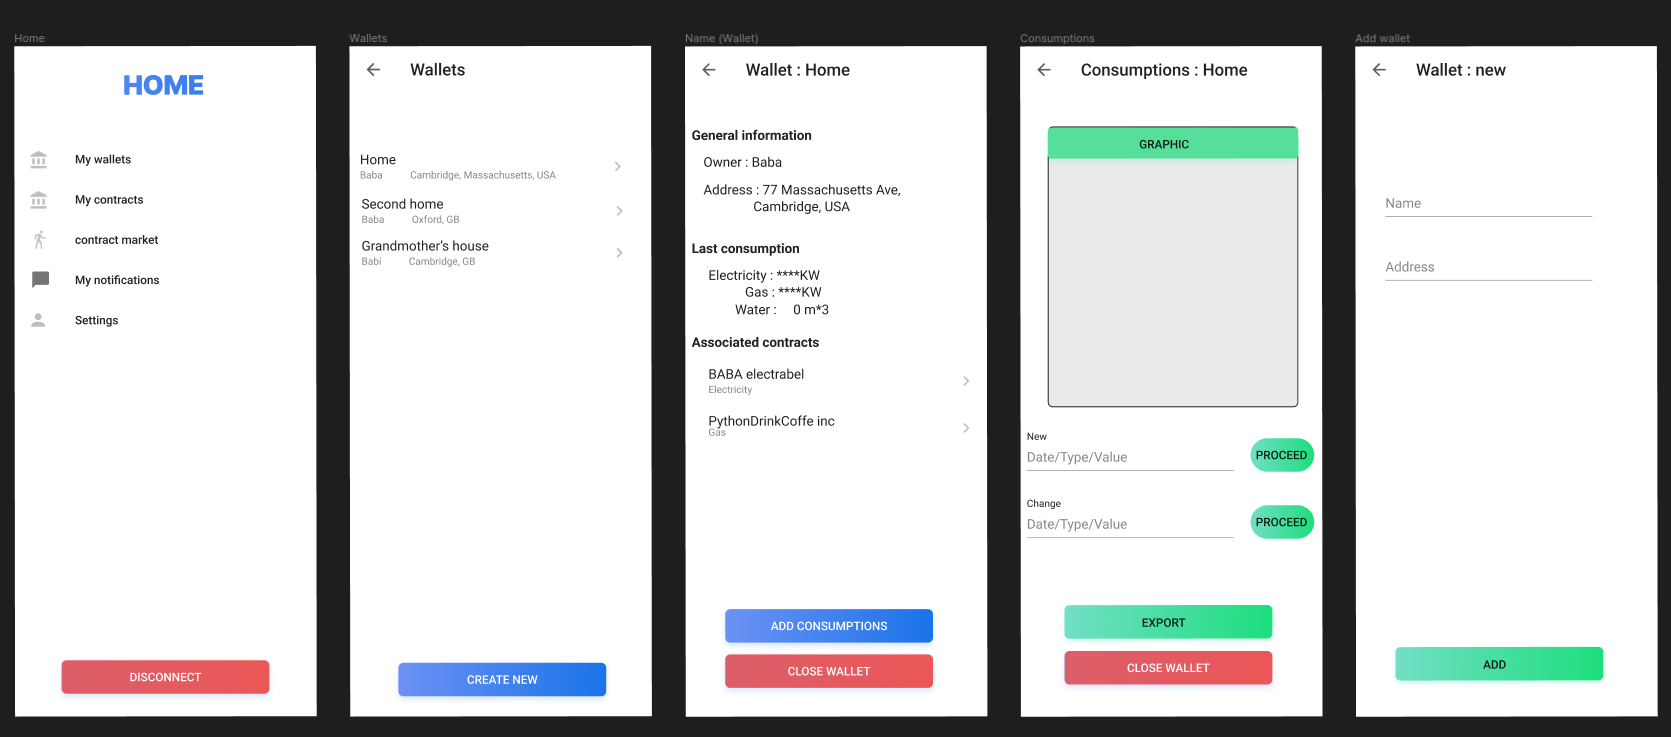 Home
HOME
My wallets
My contracts
contract market
My notifications
Settings
DISCONNECT
Wallets
Wallets
Home
Baba Cambridge, Massachusetts, USA
Second home
Baba Oxford, GB
Grandmother's house
Babi Cambridge, GB
CREATE NEW
Name (Wallet)
Wallet : Home
General information
Owner : Baba
Address : 77 Massachusetts Ave,
Cambridge, USA
Last consumption
Electricity : ****KW
Gas : ****KW
Water : 0 m*3
Associated contracts
BABA electrabel
Electricity
PythonDrinkCoffe inc
Gas
ADD CONSUMPTIONS
CLOSE WALLET
Consumptions
Consumptions : Home
GRAPHIC
New
Date/Type/Value
PROCEED
Change
Date/Type/Value
PROCEED
EXPORT
CLOSE WALLET
Add wallet
Wallet : new
Name
Address
ADD